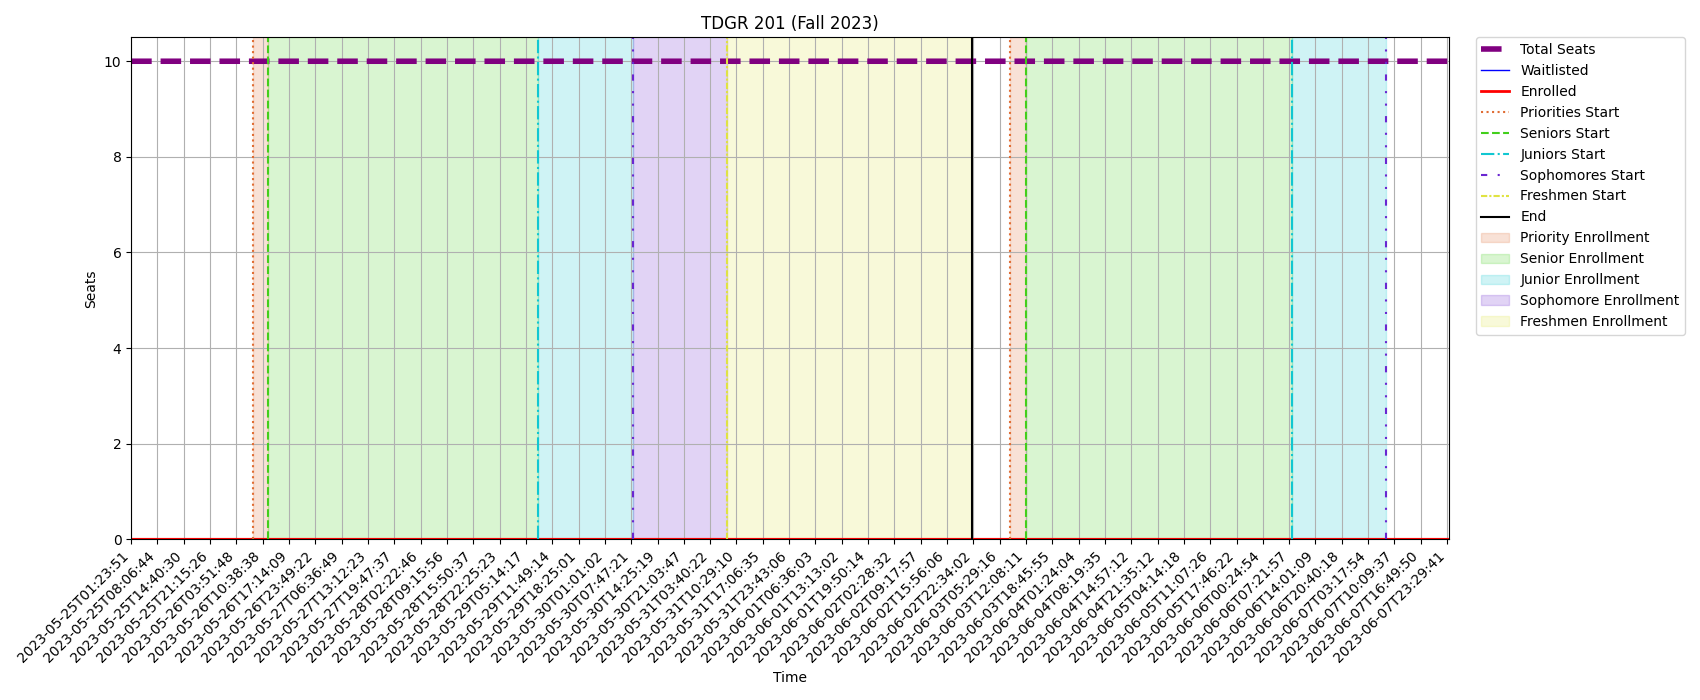 TDGR 201 (Fall 2023)
10
8
6
4
2
0
Seats
2023-05-25T01:23:51
2023-05-25T08:06:44
2023-05-25T14:40:30
2023-05-25T21:15:26
2023-05-26T03:51:48
2023-05-26T10:38:38
2023-05-26T17:14:09
2023-05-26T23:49:22
2023-05-27T06:36:49
2023-05-27T13:12:23
2023-05-27T19:47:37
2023-05-28T02:22:46
2023-05-28T09:15:56
2023-05-28T15:50:37
2023-05-28T22:25:23
2023-05-29T05:14:17
2023-05-29T11:49:14
2023-05-29T18:25:01
2023-05-30T01:01:02
2023-05-30T07:47:21
2023-05-30T14:25:19
2023-05-30T21:03:47
2023-05-31T03:40:22
2023-05-31T10:29:10
2023-05-31T17:06:35
2023-05-31T23:43:06
2023-06-01T06:36:03
2023-06-01T13:13:02
2023-06-01T19:50:14
2023-06-02T02:28:32
2023-06-02T09:17:57
2023-06-02T15:56:06
2023-06-02T22:34:02
2023-06-03T05:29:16
2023-06-03T12:08:11
2023-06-03T18:45:55
2023-06-04T01:24:04
2023-06-04T08:19:35
2023-06-04T14:57:12
2023-06-04T21:35:12
2023-06-05T04:14:18
2023-06-05T11:07:26
2023-06-05T17:46:22
2023-06-06T00:24:54
2023-06-06T07:21:57
2023-06-06T14:01:09
2023-06-06T20:40:18
2023-06-07T03:17:54
2023-06-07T10:09:37
2023-06-07T16:49:50
2023-06-07T23:29:41
Time
Total Seats
Waitlisted
Enrolled
Priorities Start
Seniors Start
Juniors Start
Sophomores Start
Freshmen Start
End
Priority Enrollment
Senior Enrollment
Junior Enrollment
Sophomore Enrollment
Freshmen Enrollment